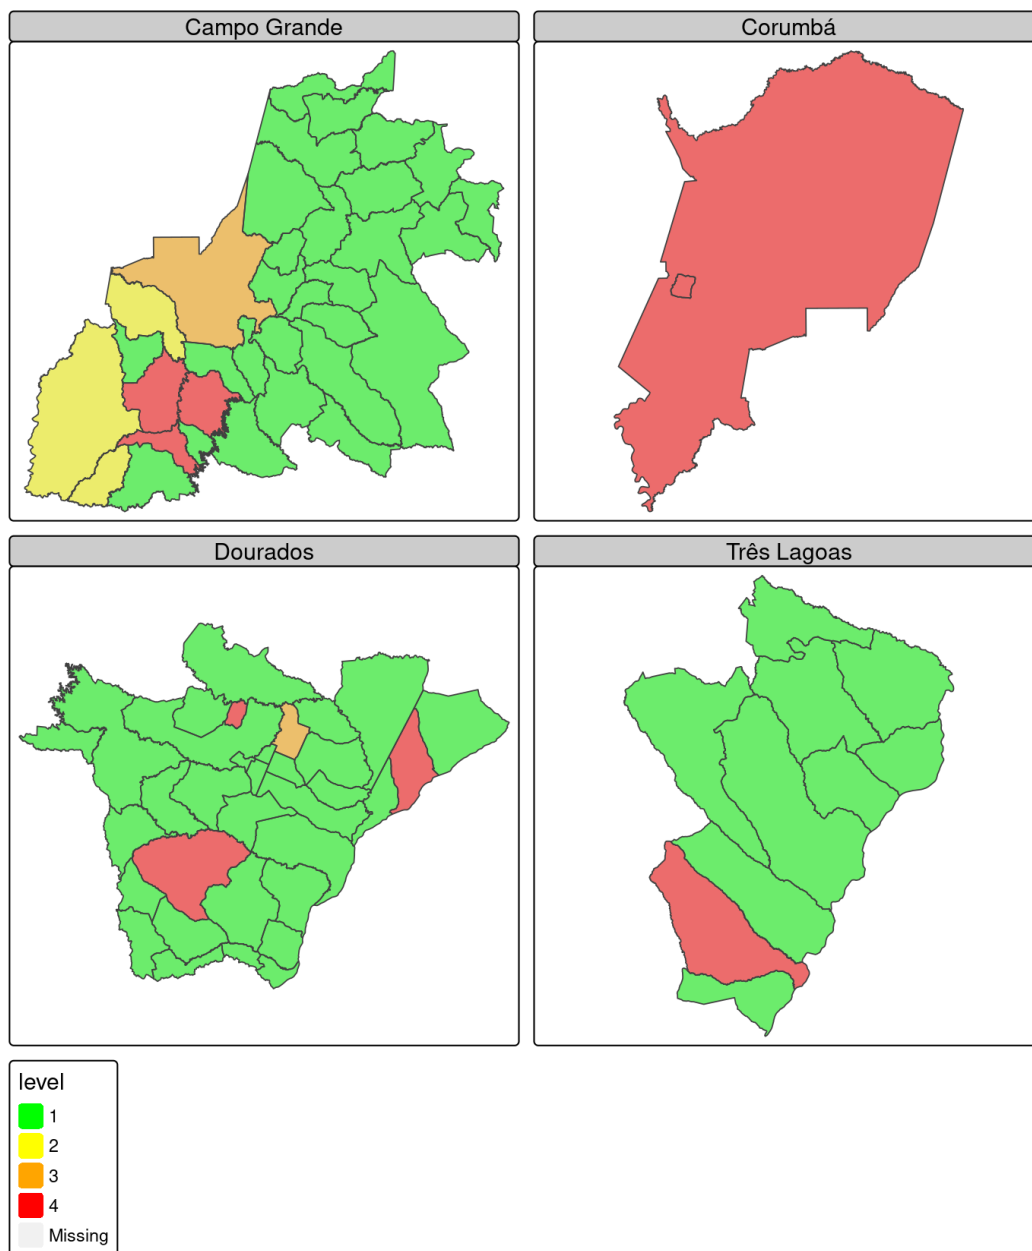 Campo Grande
Corumbá
Dourados
Três Lagoas
level
1
2
3
4
Missing